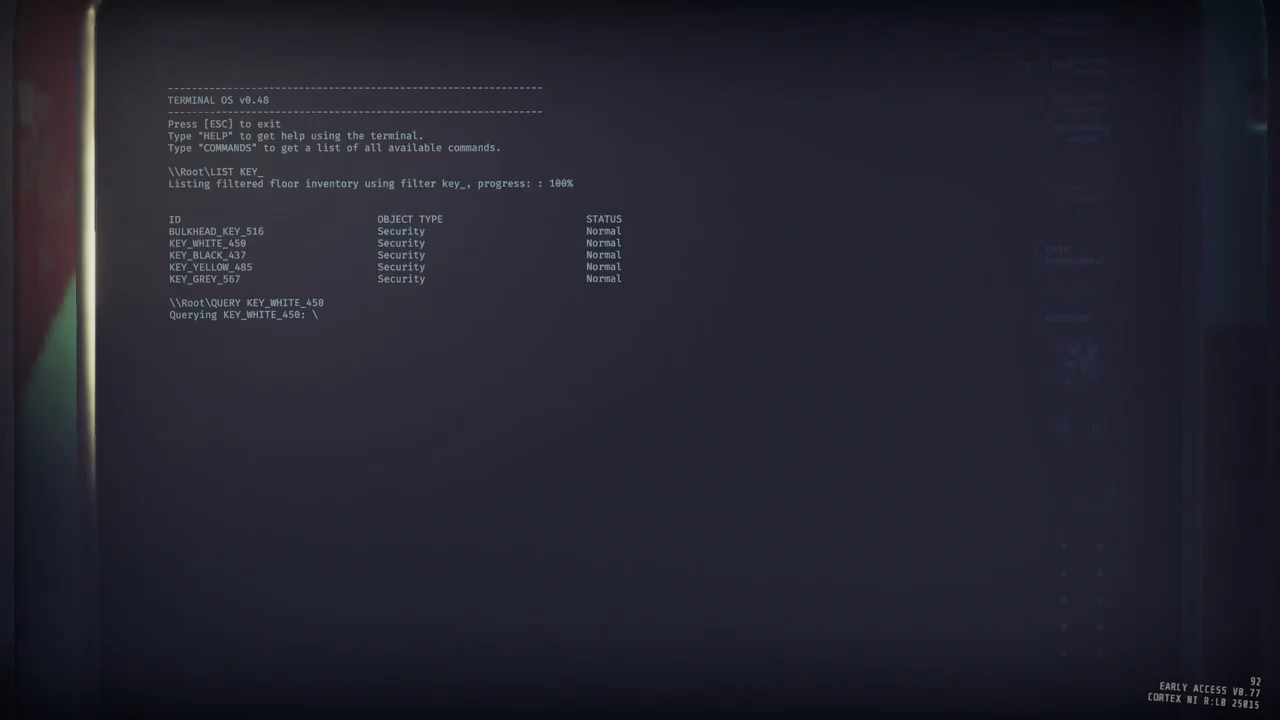 ------------------------------------------------------------------
TERMINAL OS v0.48
------------------------------------------------------------------
Press [ESC] to exit
Type "HELP" to get help using the terminal.
Type "COMMANDS" to get a list of all available commands.
\\Root\LIST KEY_
Listing filtered floor inventory using filter key_, progress: : 100%
ID OBJECT TYPE STATUS
BULKHEAD_KEY_516 Security Normal
KEY_WHITE_450 Security Normal
KEY_BLACK_437 Security Normal
KEY_YELLOW_485 Security Normal
KEY_GREY_567 Security Normal
\\Root\QUERY KEY_WHITE_450
Querying KEY_WHITE_450: \
92
EARLY ACCESS V0.77
CORTEX NI R:L0 25015